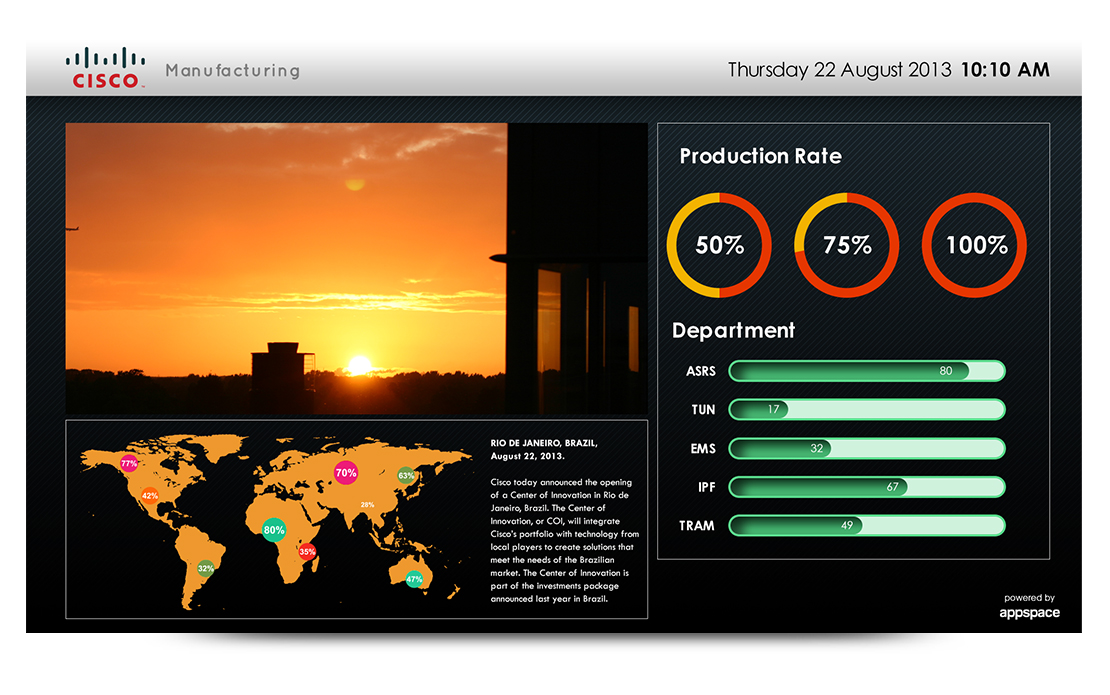 CISCO
Manufacturing
Thursday 22 August 2013 10:10 AM
Production Rate
50%
75%
100%
Department
ASRS
80
TUN
17
EMS
32
IPF
67
TRAM
49
77%
42%
32%
80%
35%
70%
28%
63%
47%
RIO DE JANEIRO, BRAZIL,
August 22, 2013.
Cisco today announced the opening
of a Center of Innovation in Rio de
Janeiro, Brazil. The Center of
Innovation, or COI, will integrate
Cisco's portfolio with technology from
local players to create solutions that
meet the needs of the Brazilian
market. The Center of Innovation is
part of the investments package
announced last year in Brazil.
powered by
appspace